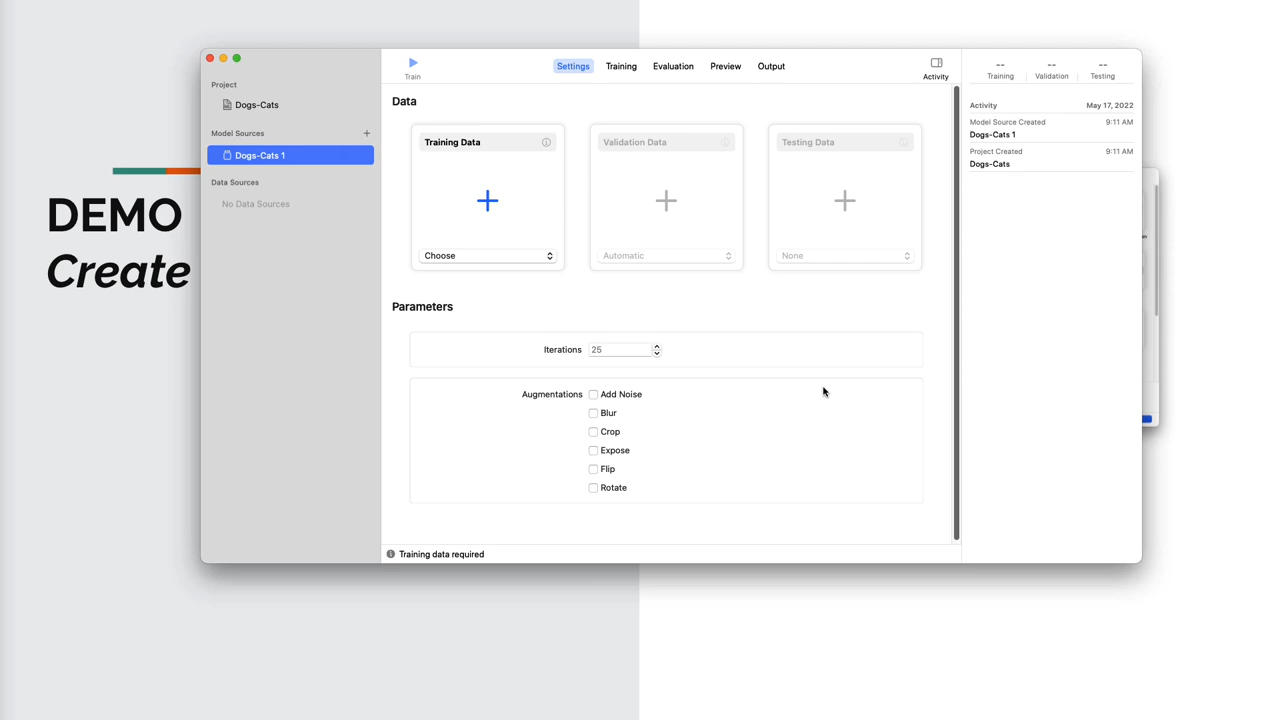 DEMO
Create
Project
Dogs-Cats
Model Sources
Dogs-Cats 1
Data Sources
No Data Sources
Train
Settings
Training
Evaluation
Preview
Output
Activity
Data
Training Data
Choose
Validation Data
Automatic
Testing Data
None
Parameters
Iterations 25
Augmentations
Add Noise
Blur
Crop
Expose
Flip
Rotate
Training data required
-- -- --
Training Validation Testing
Activity May 17, 2022
Model Source Created 9:11 AM
Dogs-Cats 1
Project Created 9:11 AM
Dogs-Cats